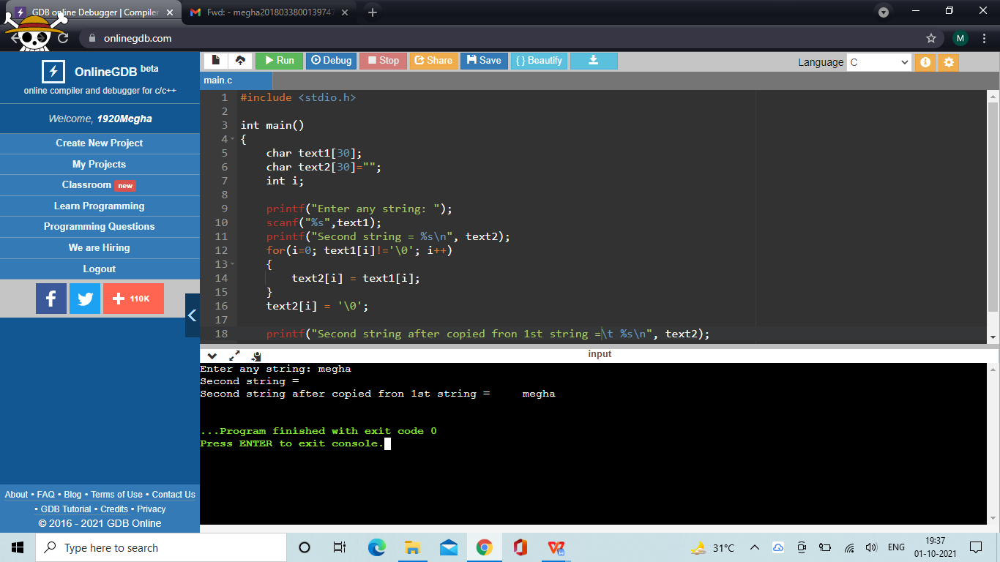 GDB online Debugger | Compiler
Fwd: - megha2018033800139747
onlinegdb.com
M
OnlineGDB beta
online compiler and debugger for c/c++
Welcome, 1920Megha
Create New Project
My Projects
Classroom new
Learn Programming
Programming Questions
We are Hiring
Logout
110K
About • FAQ • Blog • Terms of Use • Contact Us
• GDB Tutorial • Credits • Privacy
© 2016 - 2021 GDB Online
Run Debug Stop Share Save { } Beautify
Language C
main.c
1 #include <stdio.h>
2
3 int main()
4 {
5 char text1[30];
6 char text2[30]="";
7 int i;
8
9 printf("Enter any string: ");
10 scanf("%s",text1);
11 printf("Second string = %s\n", text2);
12 for(i=0; text1[i]!='\0'; i++)
13 {
14 text2[i] = text1[i];
15 }
16 text2[i] = '\0';
17
18 printf("Second string after copied fron 1st string =\t %s\n", text2);
input
Enter any string: megha
Second string =
Second string after copied fron 1st string = megha
...Program finished with exit code 0
Press ENTER to exit console.
Type here to search
31°C
ENG
19:37
01-10-2021